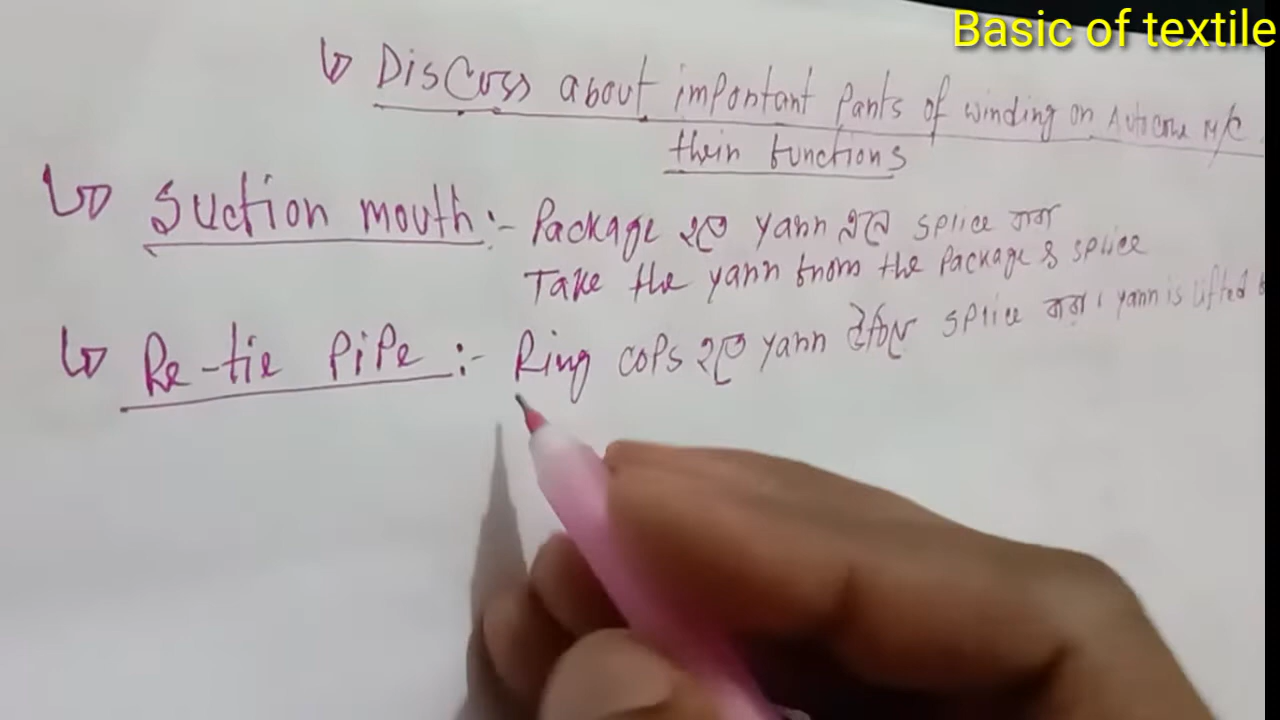 Basic of textile
Discuss about important parts of winding on Autocone M/C
their functions
Suction mouth :- Package হতে yarn এনে splice করা
Take the yarn from the Package & splice
Re-tie Pipe :- Ring cops হতে yarn উঠিয়ে splice করা। yarn is lifted